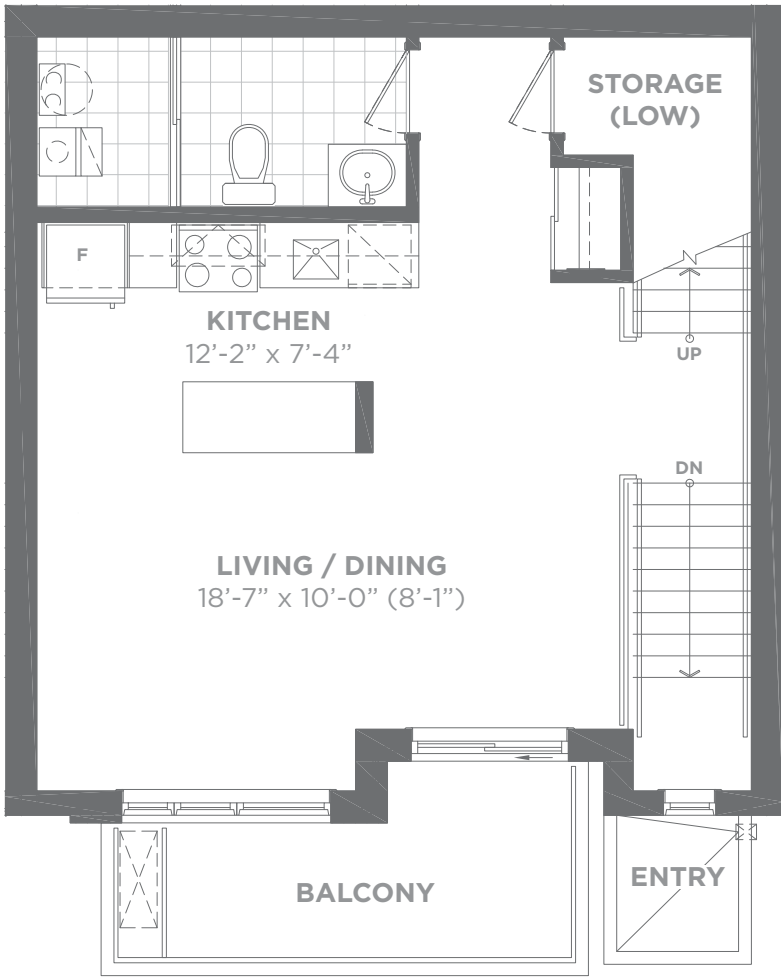 STORAGE
(LOW)
F
KITCHEN
12’-2” x 7’-4”
UP
DN
LIVING / DINING
18’-7” x 10’-0” (8’-1”)
BALCONY
ENTRY